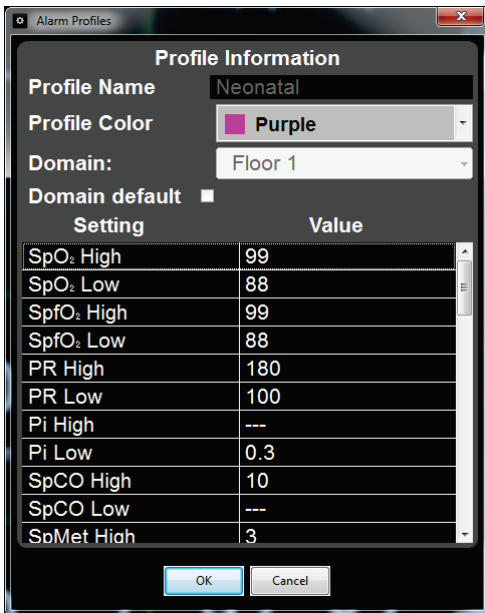 Alarm Profiles
Profile Information
Profile Name Neonatal
Profile Color Purple
Domain: Floor 1
Domain default
Setting Value
SpO₂ High 99
SpO₂ Low 88
SpfO₂ High 99
SpfO₂ Low 88
PR High 180
PR Low 100
Pi High ---
Pi Low 0.3
SpCO High 10
SpCO Low ---
SpMet High 3
OK Cancel